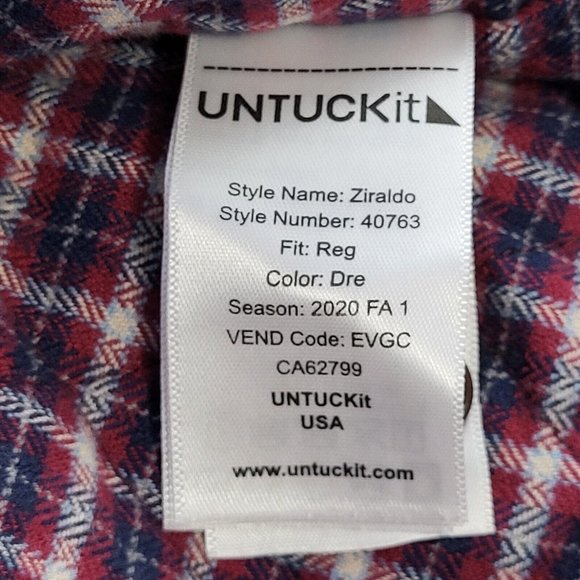 UNTUCKit
Style Name: Ziraldo
Style Number: 40763
Fit: Reg
Color: Dre
Season: 2020 FA 1
VEND Code: EVGC
CA62799
UNTUCKit
USA
www.untuckit.com